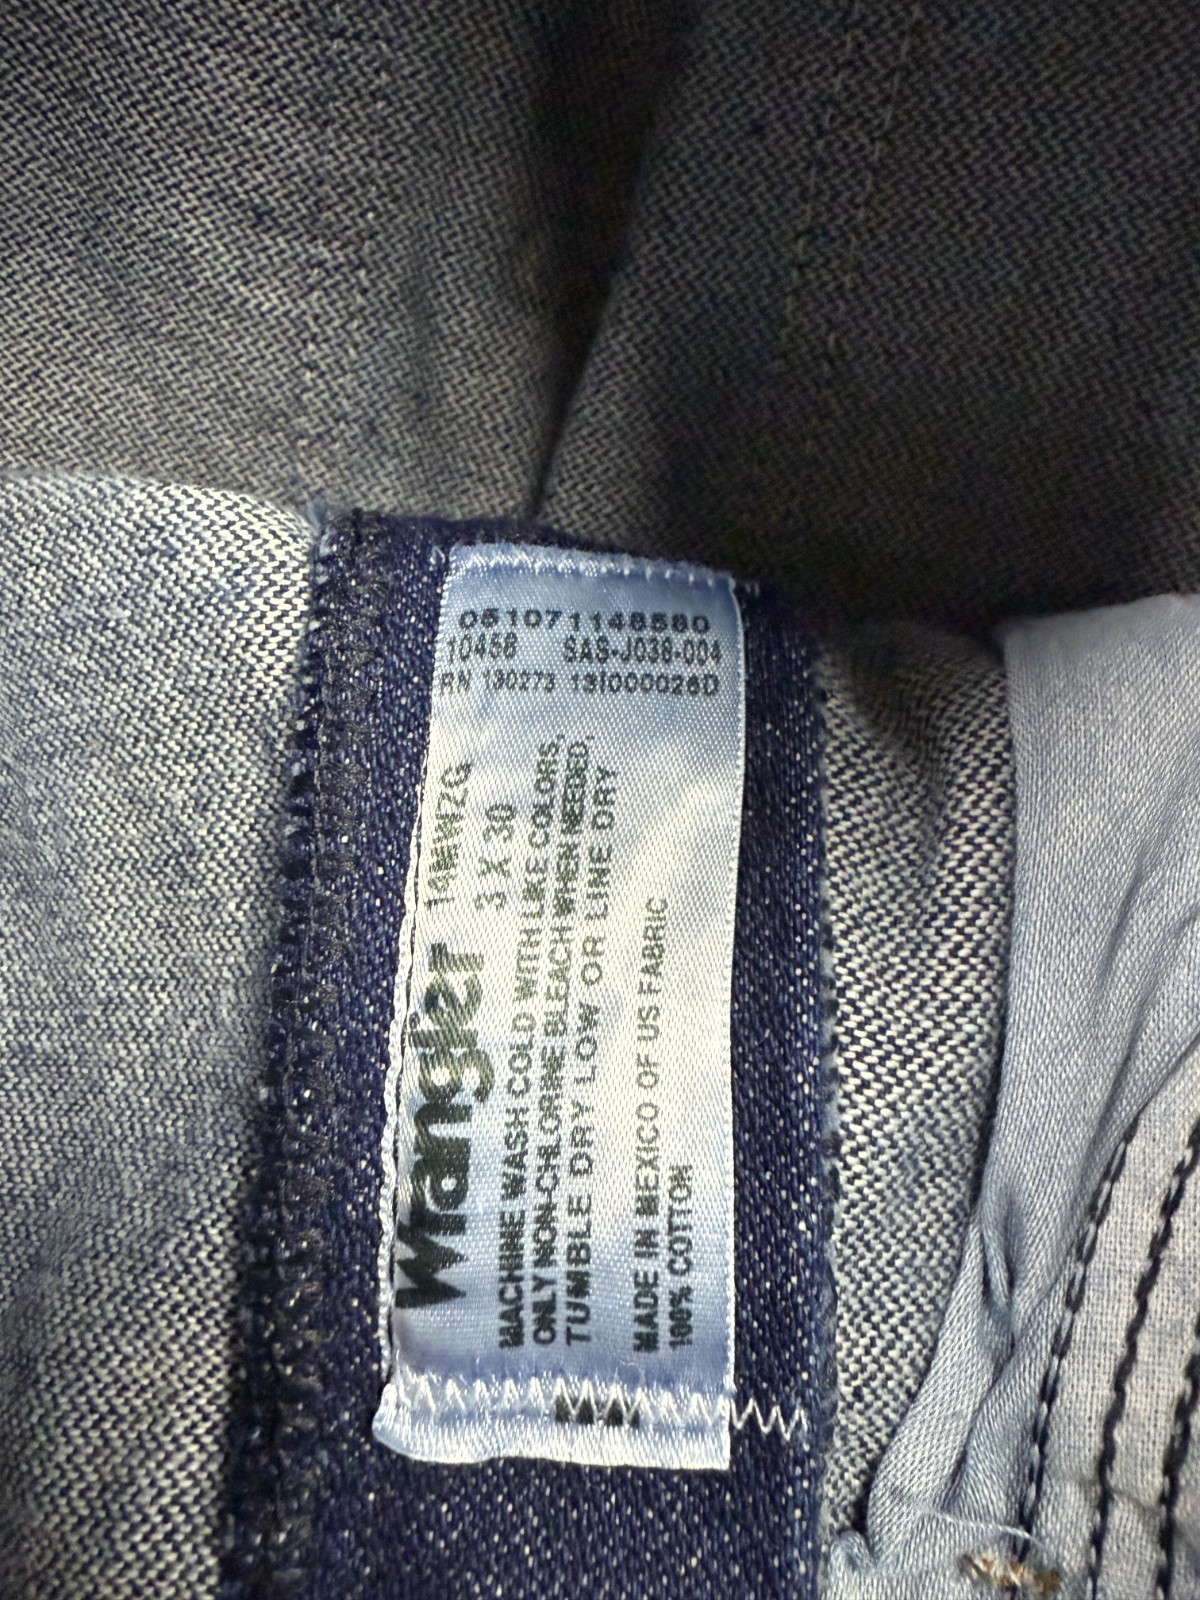 051071148580
10458 SAS-J038-004
RN 130273 13I000026D
Wrangler 14MWZG
3 X 30
MACHINE WASH COLD WITH LIKE COLORS,
ONLY NON-CHLORINE BLEACH WHEN NEEDED,
TUMBLE DRY LOW OR LINE DRY
MADE IN MEXICO OF US FABRIC
100% COTTON